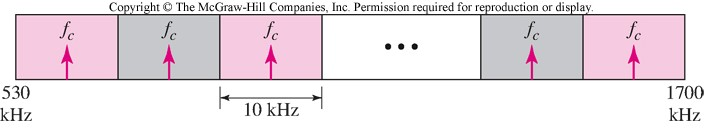 Copyright © The McGraw-Hill Companies, Inc. Permission required for reproduction or display.
fc fc fc ••• fc fc
530 kHz
10 kHz
1700 kHz